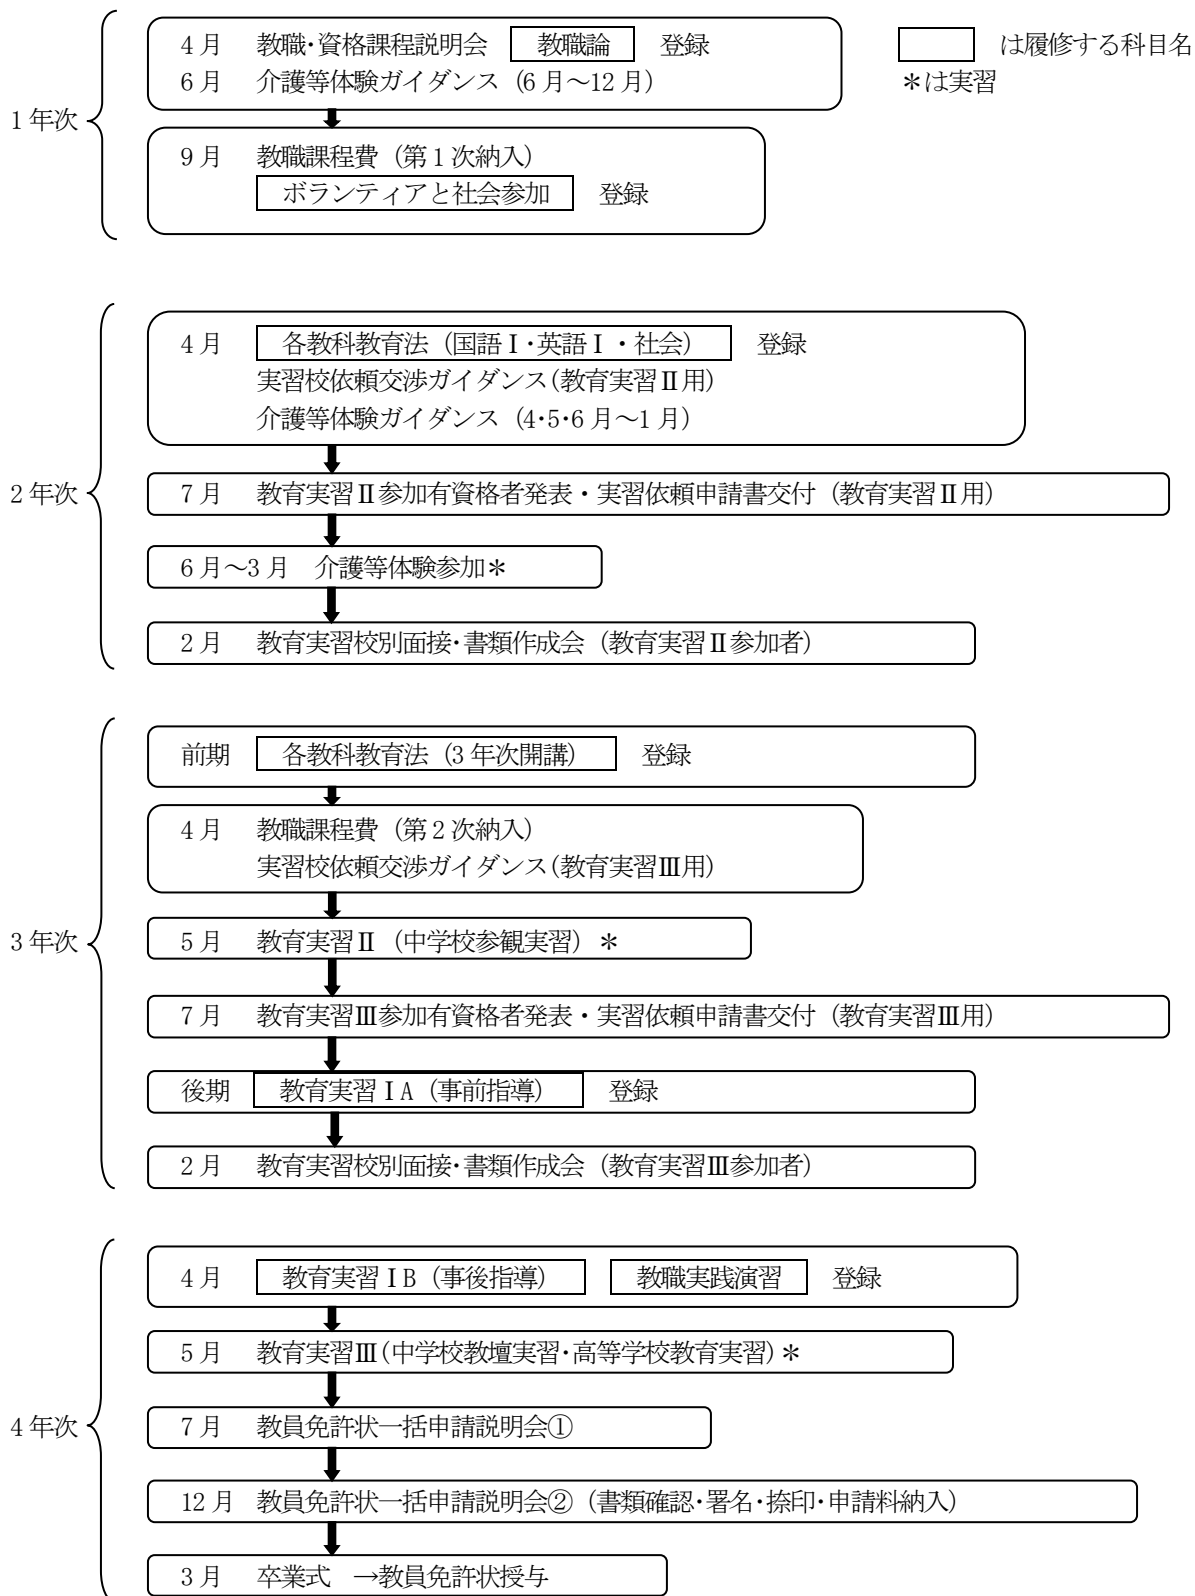 4月 教職・資格課程説明会 教職論 登録
は履修する科目名
6月 介護等体験ガイダンス（6月～12月）
＊は実習
1年次
9月 教職課程費（第1次納入）
ボランティアと社会参加 登録
4月 各教科教育法（国語Ⅰ・英語Ⅰ・社会） 登録
実習校依頼交渉ガイダンス（教育実習Ⅱ用）
介護等体験ガイダンス（4・5・6月～1月）
2年次
7月 教育実習Ⅱ参加有資格者発表・実習依頼申請書交付（教育実習Ⅱ用）
6月～3月 介護等体験参加＊
2月 教育実習校別面接・書類作成会（教育実習Ⅱ参加者）
前期 各教科教育法（3年次開講） 登録
4月 教職課程費（第2次納入）
実習校依頼交渉ガイダンス（教育実習Ⅲ用）
3年次
5月 教育実習Ⅱ（中学校参観実習）＊
7月 教育実習Ⅲ参加有資格者発表・実習依頼申請書交付（教育実習Ⅲ用）
後期 教育実習ⅠA（事前指導） 登録
2月 教育実習校別面接・書類作成会（教育実習Ⅲ参加者）
4月 教育実習ⅠB（事後指導） 教職実践演習 登録
5月 教育実習Ⅲ（中学校教壇実習・高等学校教育実習）＊
4年次
7月 教員免許状一括申請説明会①
12月 教員免許状一括申請説明会②（書類確認・署名・捺印・申請料納入）
3月 卒業式 →教員免許状授与